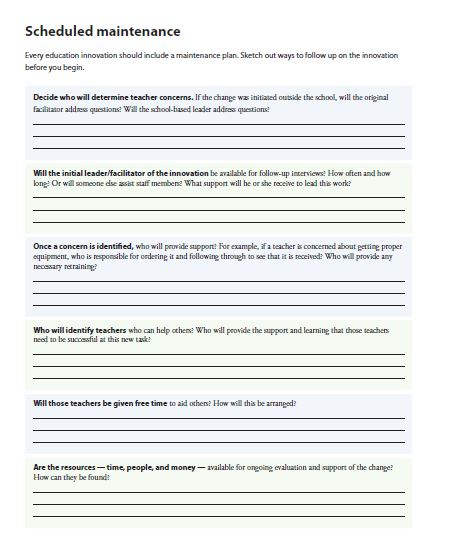 Scheduled maintenance
Every education innovation should include a maintenance plan. Sketch out ways to follow up on the innovation
before you begin.
Decide who will determine teacher concerns. If the change was initiated outside the school, will the original
facilitator address questions? Will the school-based leader address questions?
Will the initial leader/facilitator of the innovation be available for follow-up interviews? How often and how
long? Or will someone else assist staff members? What support will he or she receive to lead this work?
Once a concern is identified, who will provide support? For example, if a teacher is concerned about getting proper
equipment, who is responsible for ordering it and following through to see that it is received? Who will provide any
necessary retraining?
Who will identify teachers who can help others? Who will provide the support and learning that those teachers
need to be successful at this new task?
Will those teachers be given free time to aid others? How will this be arranged?
Are the resources — time, people, and money — available for ongoing evaluation and support of the change?
How can they be found?